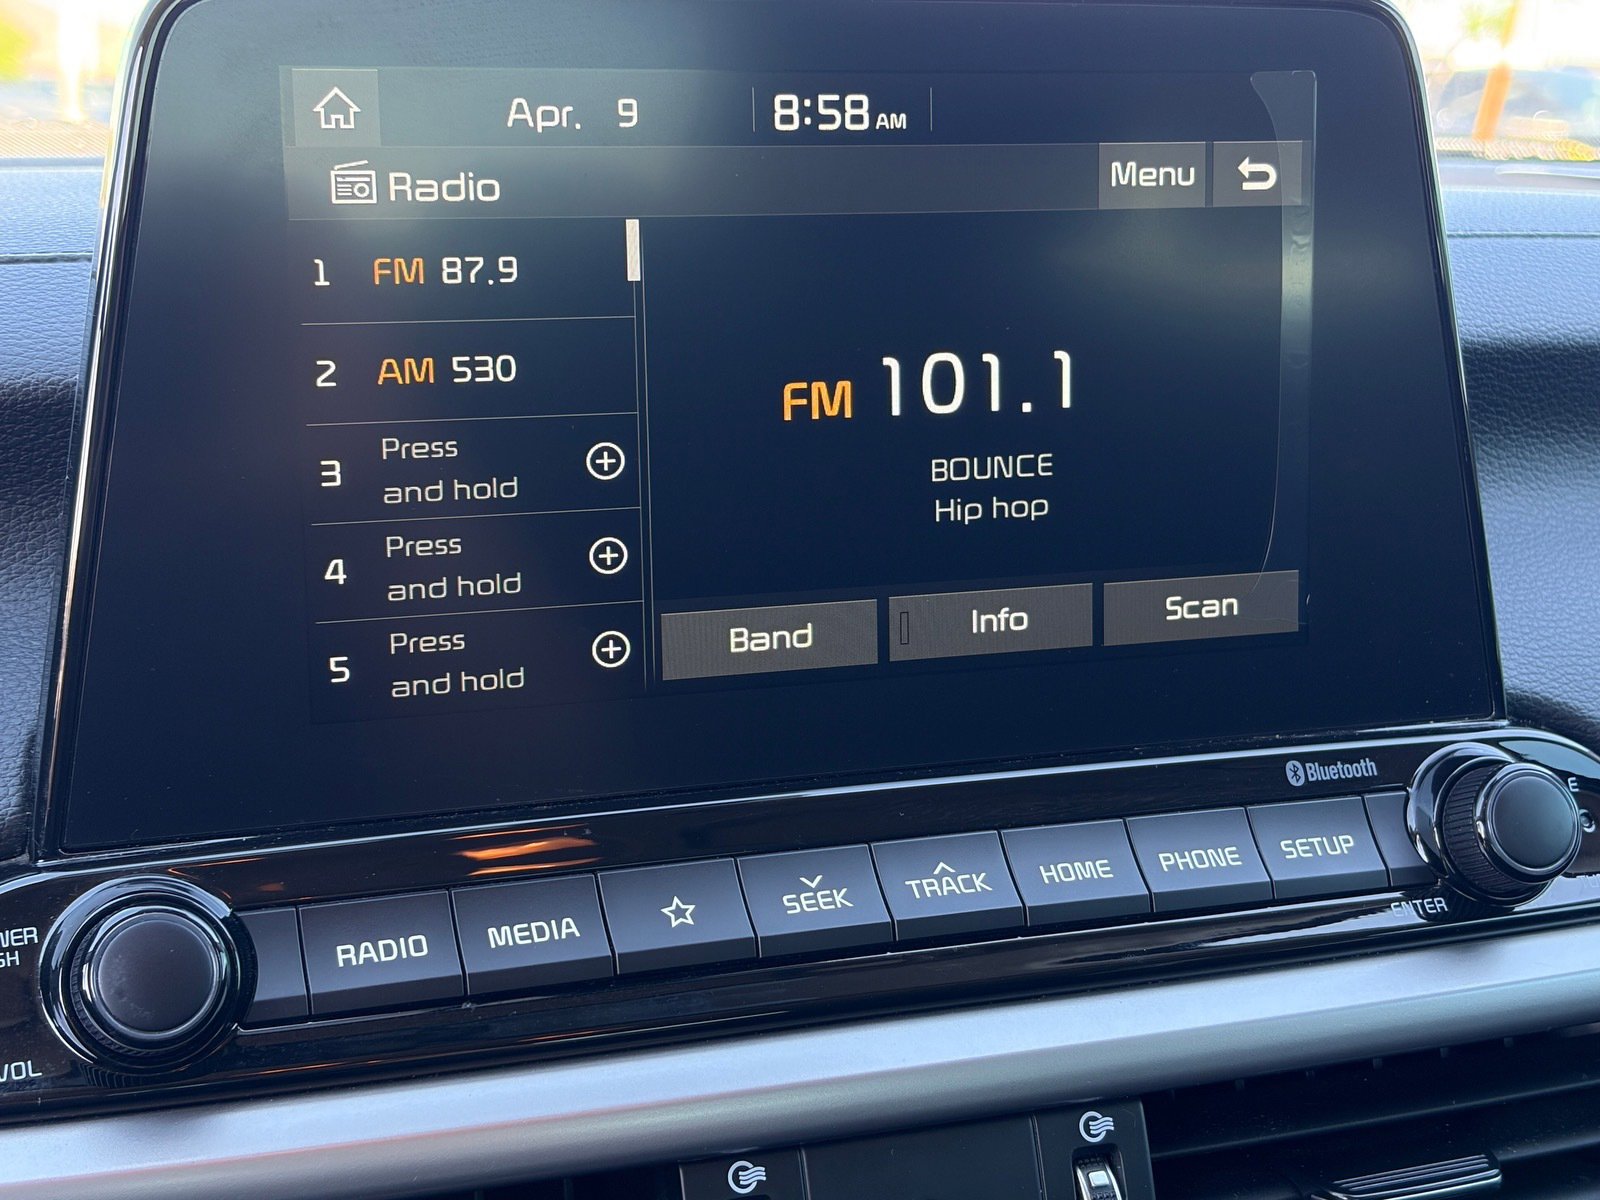 Apr. 9
8:58 AM
Radio
Menu
1 FM 87.9
2 AM 530
3 Press
and hold
4 Press
and hold
5 Press
and hold
FM 101.1
BOUNCE
Hip hop
Band
Info
Scan
Bluetooth
RADIO
MEDIA
SEEK
TRACK
HOME
PHONE
SETUP
ENTER
VOL